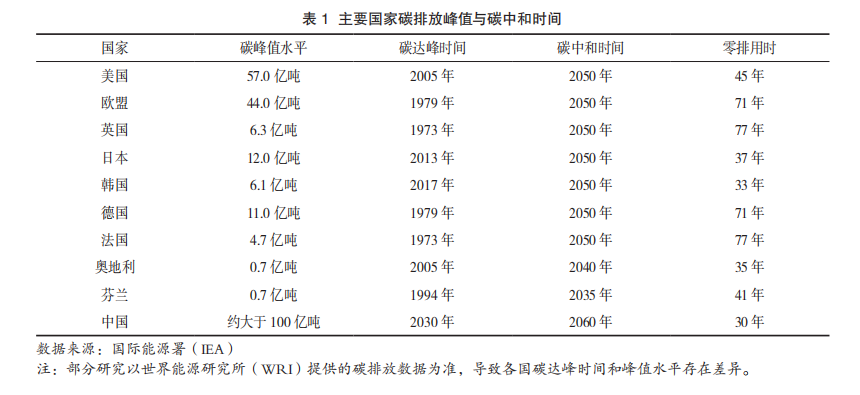 表 1 主要国家碳排放峰值与碳中和时间
国家 碳峰值水平 碳达峰时间 碳中和时间 零排用时
美国 57.0 亿吨 2005 年 2050 年 45 年
欧盟 44.0 亿吨 1979 年 2050 年 71 年
英国 6.3 亿吨 1973 年 2050 年 77 年
日本 12.0 亿吨 2013 年 2050 年 37 年
韩国 6.1 亿吨 2017 年 2050 年 33 年
德国 11.0 亿吨 1979 年 2050 年 71 年
法国 4.7 亿吨 1973 年 2050 年 77 年
奥地利 0.7 亿吨 2005 年 2040 年 35 年
芬兰 0.7 亿吨 1994 年 2035 年 41 年
中国 约大于 100 亿吨 2030 年 2060 年 30 年
数据来源：国际能源署（IEA）
注：部分研究以世界能源研究所（WRI）提供的碳排放数据为准，导致各国碳达峰时间和峰值水平存在差异。